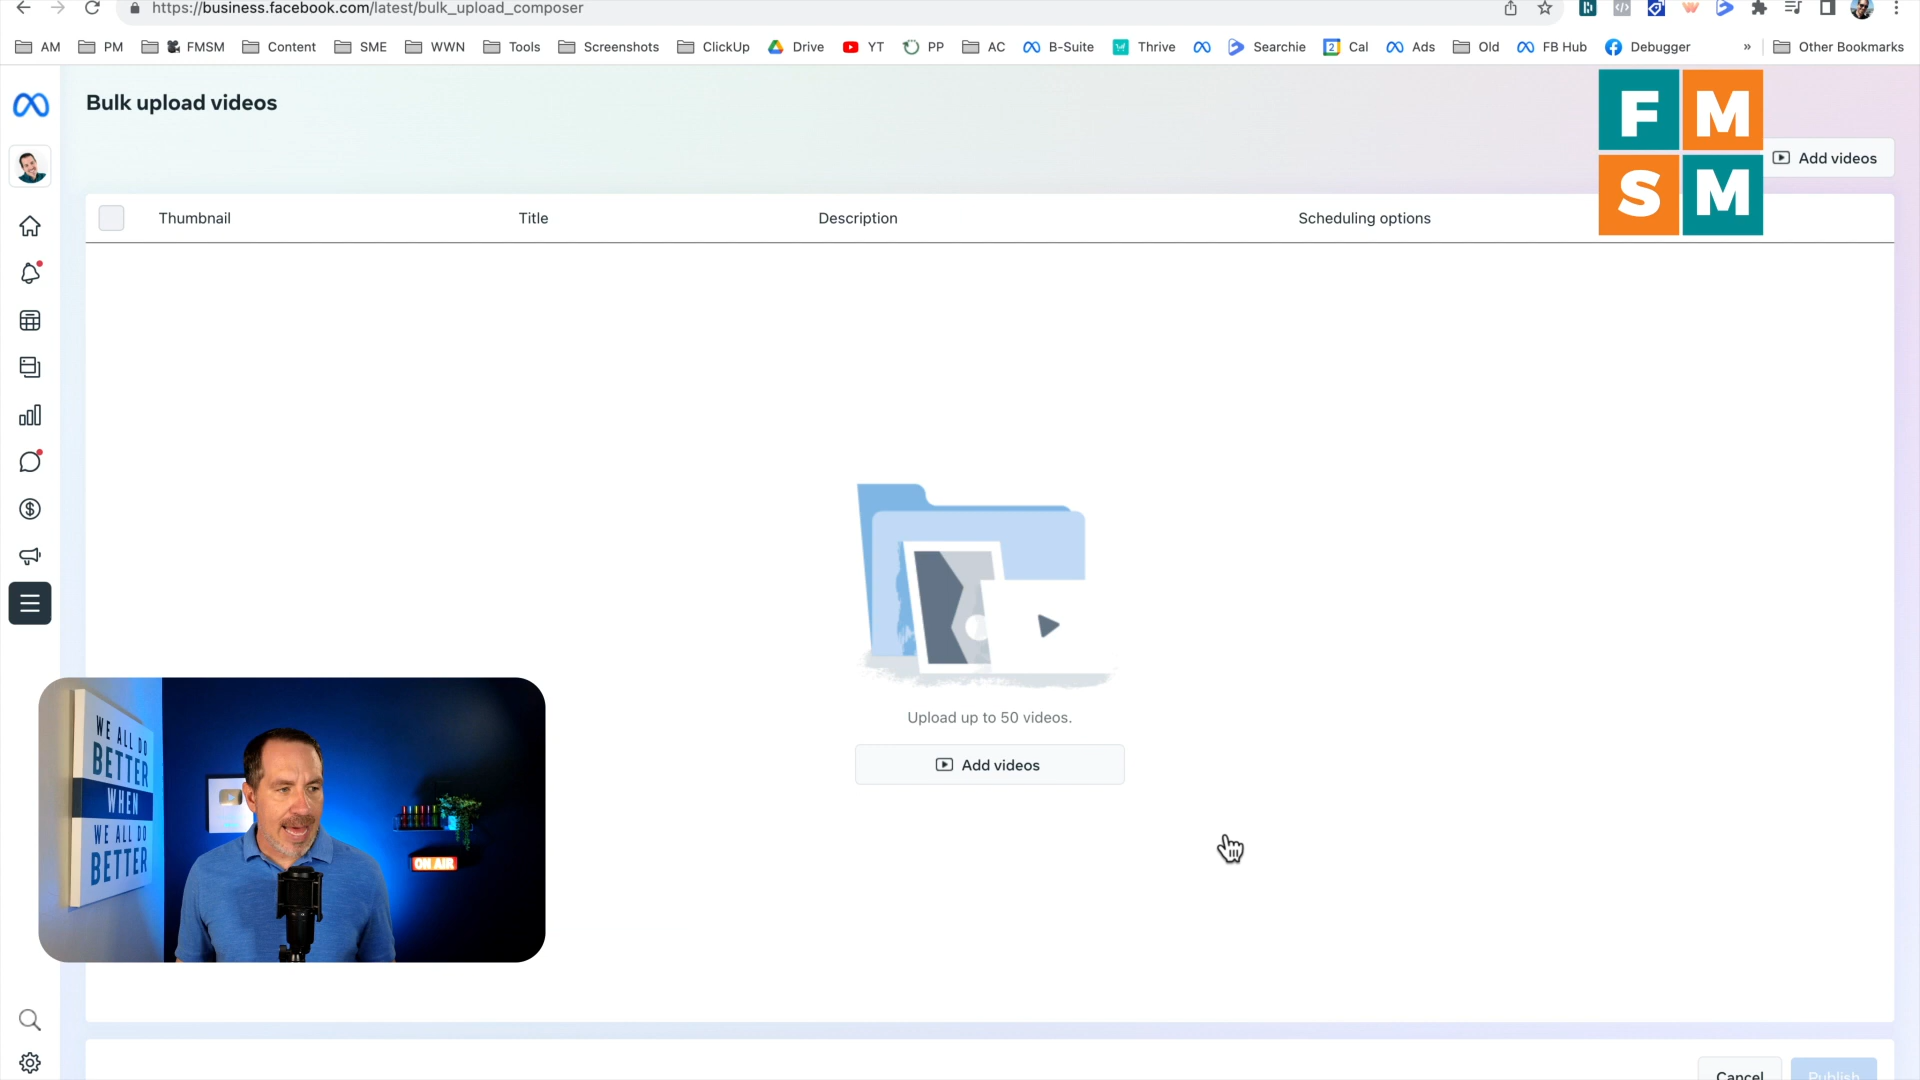 https://business.facebook.com/latest/bulk_upload_composer
AM PM FMSM Content SME WWN Tools Screenshots ClickUp Drive YT PP AC B-Suite Thrive Searchie Cal Ads Old FB Hub Debugger » Other Bookmarks
Bulk upload videos
F M
S M
Add videos
Thumbnail Title Description Scheduling options
Upload up to 50 videos.
Add videos
WE ALL DO
BETTER
WHEN
WE ALL DO
BETTER
ON AIR
Cancel Publish